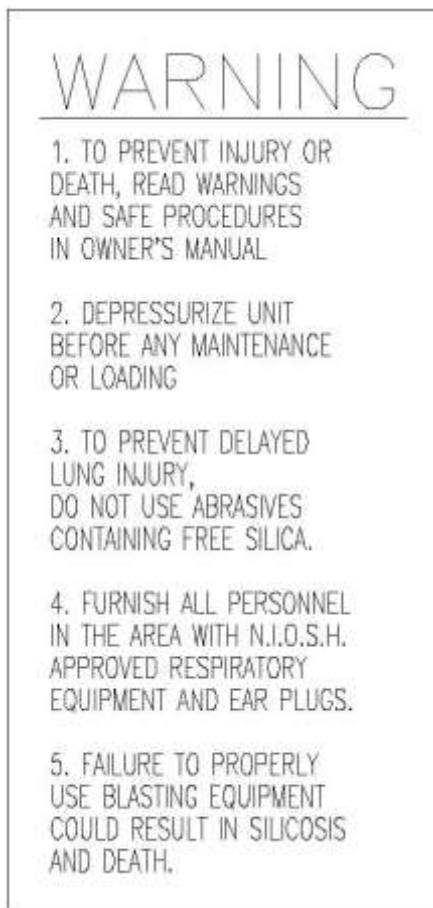 WARNING
1. TO PREVENT INJURY OR
DEATH, READ WARNINGS
AND SAFE PROCEDURES
IN OWNER'S MANUAL
2. DEPRESSURIZE UNIT
BEFORE ANY MAINTENANCE
OR LOADING
3. TO PREVENT DELAYED
LUNG INJURY,
DO NOT USE ABRASIVES
CONTAINING FREE SILICA.
4. FURNISH ALL PERSONNEL
IN THE AREA WITH N.I.O.S.H.
APPROVED RESPIRATORY
EQUIPMENT AND EAR PLUGS.
5. FAILURE TO PROPERLY
USE BLASTING EQUIPMENT
COULD RESULT IN SILICOSIS
AND DEATH.